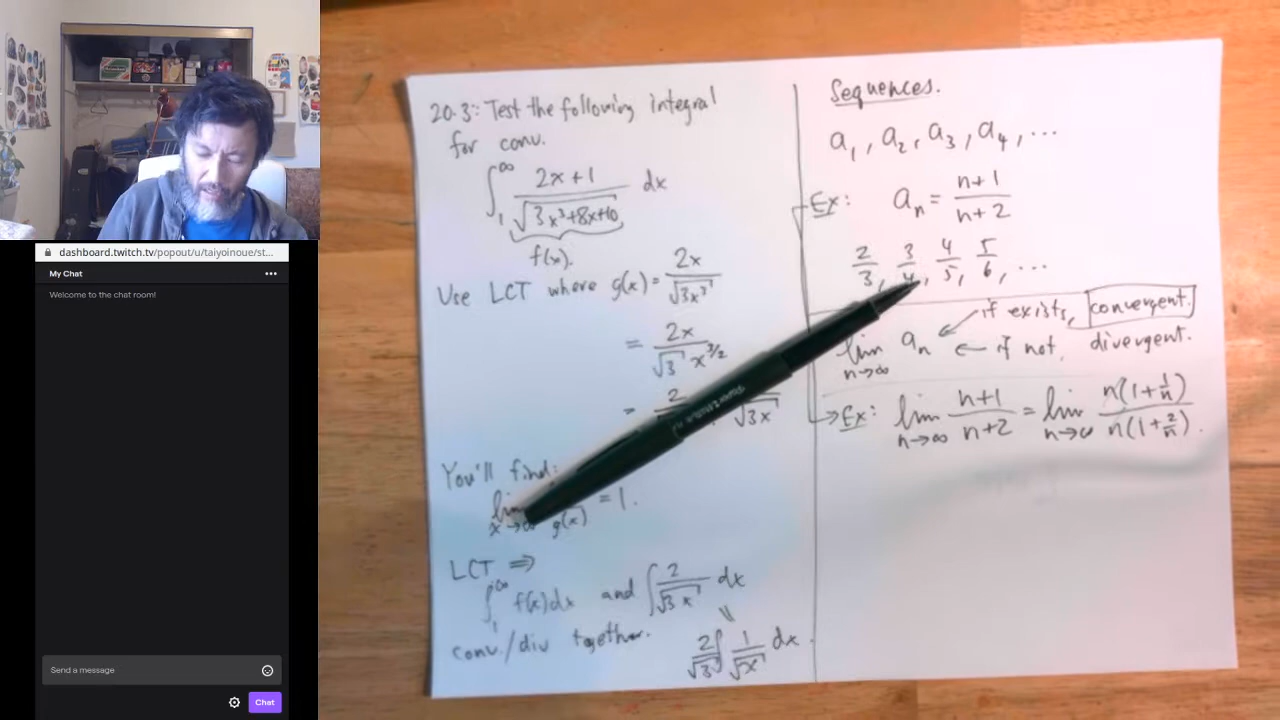 dashboard.twitch.tv/popout/u/taiyoinoue/st...
My Chat
Welcome to the chat room!
Send a message
Chat
20.3: Test the following integral
for conv.
∫₁^∞ (2x+1)/√(3x³+8x+10) dx
f(x).
Use LCT where g(x) = 2x/√(3x³)
= 2x/(√3 x^(3/2))
= 2/ √3x
You'll find:
lim x→∞ g(x) = 1.
LCT ⇒
∫₁^∞ f(x)dx and ∫ 2/(√3 x) dx
conv./div together.
2/√3 ∫ 1/√x dx.
Sequences.
a₁, a₂, a₃, a₄, ...
Ex: aₙ = (n+1)/(n+2)
2/3, 3/4, 4/5, 5/6, ...
if exists, convergent.
lim n→∞ aₙ ← if not, divergent.
→ Ex: lim n→∞ (n+1)/(n+2) = lim n→∞ n(1+1/n)/n(1+2/n).